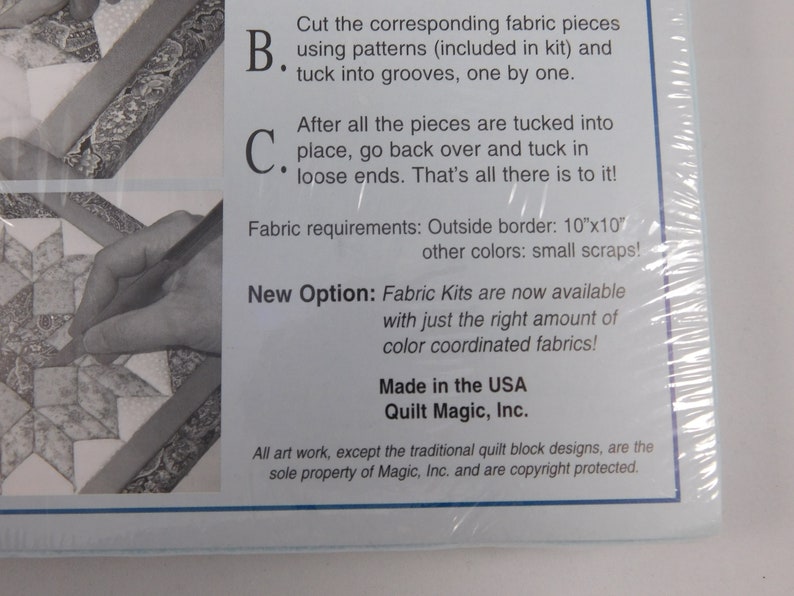 B. Cut the corresponding fabric pieces
using patterns (included in kit) and
tuck into grooves, one by one.
C. After all the pieces are tucked into
place, go back over and tuck in
loose ends. That's all there is to it!
Fabric requirements: Outside border: 10"x10"
other colors: small scraps!
New Option: Fabric Kits are now available
with just the right amount of
color coordinated fabrics!
Made in the USA
Quilt Magic, Inc.
All art work, except the traditional quilt block designs, are the
sole property of Magic, Inc. and are copyright protected.